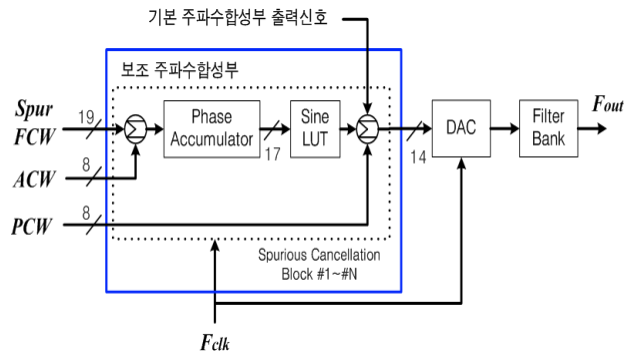 기본 주파수합성부 출력신호
보조 주파수합성부
Spur
FCW
19
Phase
Accumulator
17
Sine
LUT
14
DAC
Filter
Bank
Fout
ACW
8
PCW
8
Spurious Cancellation
Block #1~#N
Fclk